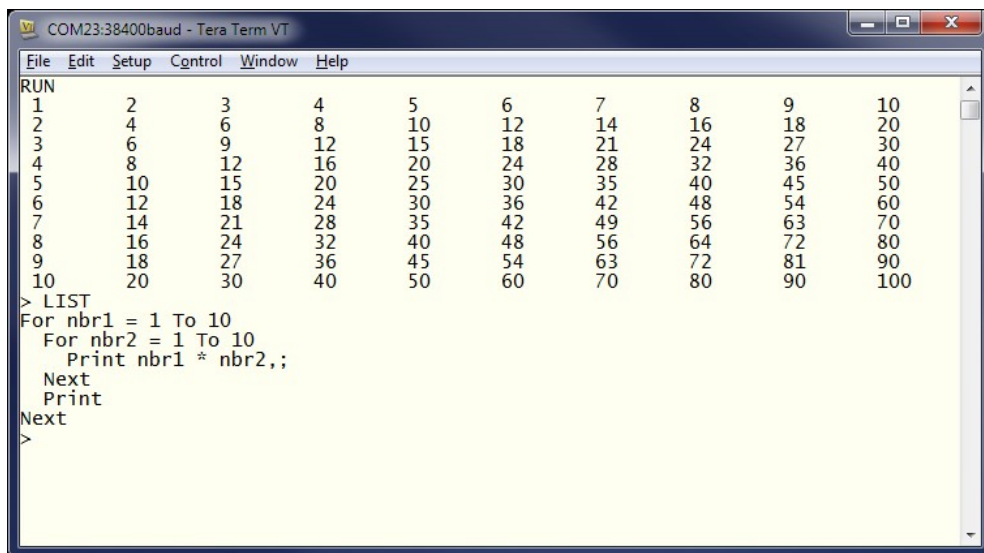 COM23:38400baud - Tera Term VT
File Edit Setup Control Window Help
RUN
1 2 3 4 5 6 7 8 9 10
2 4 6 8 10 12 14 16 18 20
3 6 9 12 15 18 21 24 27 30
4 8 12 16 20 24 28 32 36 40
5 10 15 20 25 30 35 40 45 50
6 12 18 24 30 36 42 48 54 60
7 14 21 28 35 42 49 56 63 70
8 16 24 32 40 48 56 64 72 80
9 18 27 36 45 54 63 72 81 90
10 20 30 40 50 60 70 80 90 100
> LIST
For nbr1 = 1 To 10
  For nbr2 = 1 To 10
    Print nbr1 * nbr2,;
  Next
  Print
Next
>